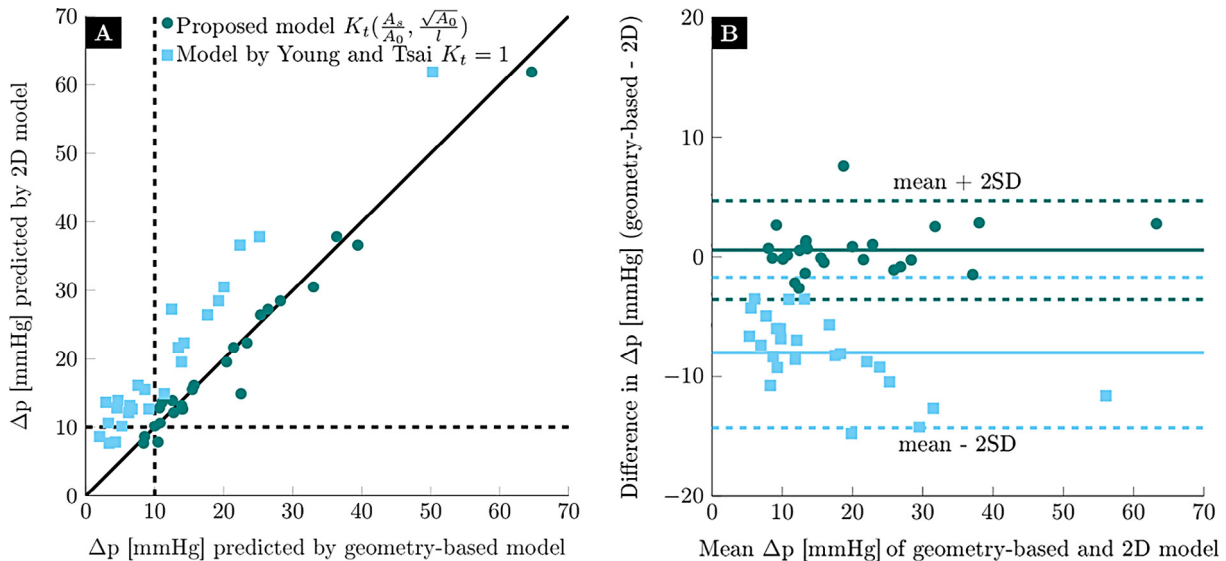 A
Proposed model K_t(A_s/A_0, √A_0/l)
Model by Young and Tsai K_t = 1
70
60
50
40
30
20
10
0
0 10 20 30 40 50 60 70
Δp [mmHg] predicted by 2D model
Δp [mmHg] predicted by geometry-based model
B
20
10
0
−10
−20
mean + 2SD
mean - 2SD
0 10 20 30 40 50 60 70
Difference in Δp [mmHg] (geometry-based - 2D)
Mean Δp [mmHg] of geometry-based and 2D model